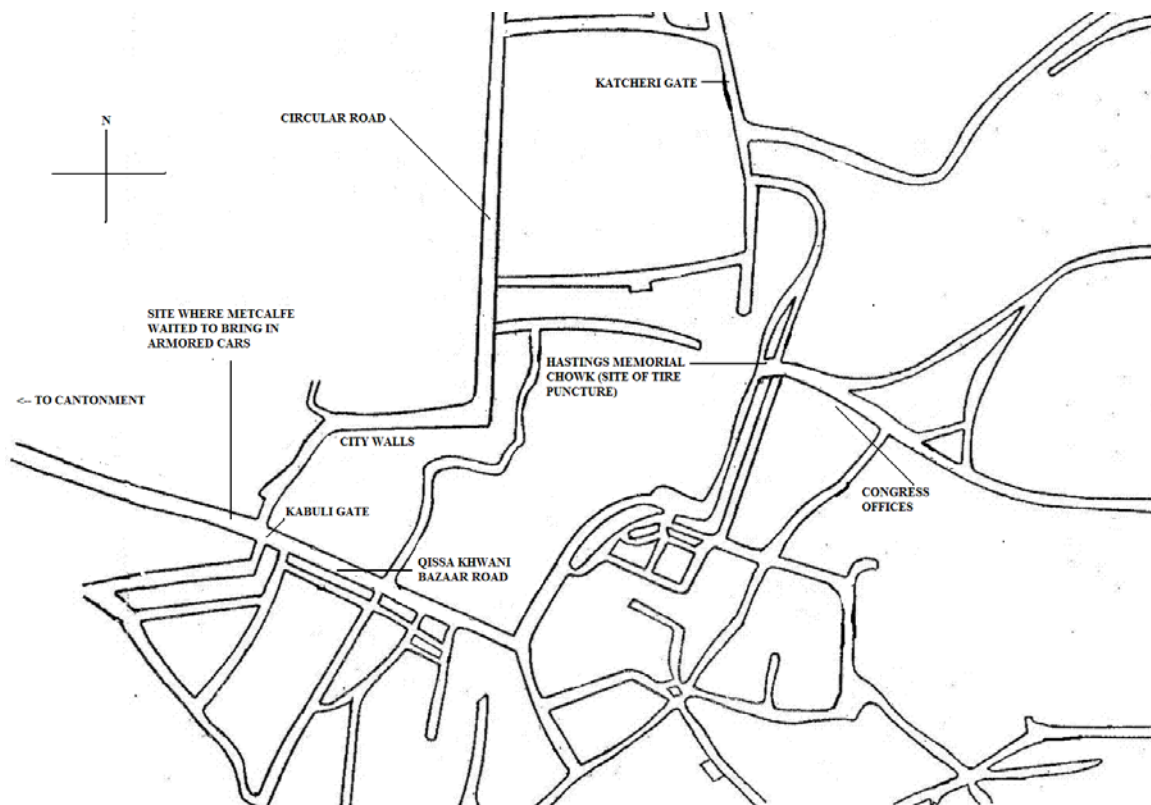 KATCHERI GATE
CIRCULAR ROAD
N
SITE WHERE METCALFE
WAITED TO BRING IN
ARMORED CARS
HASTINGS MEMORIAL
CHOWK (SITE OF TIRE
PUNCTURE)
<-- TO CANTONMENT
CITY WALLS
CONGRESS
OFFICES
KABULI GATE
QISSA KHWANI
BAZAAR ROAD